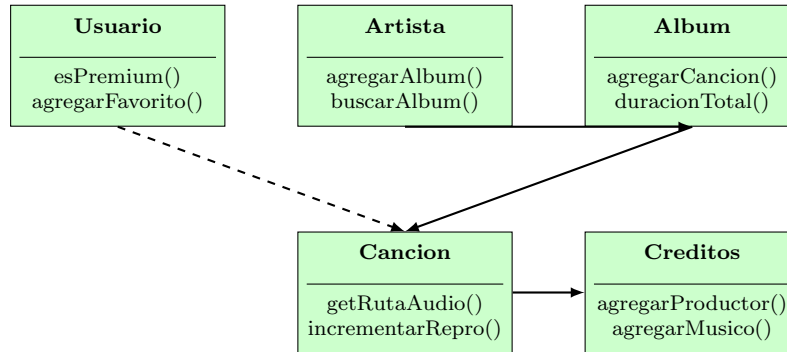 Usuario
esPremium()
agregarFavorito()
Artista
agregarAlbum()
buscarAlbum()
Album
agregarCancion()
duracionTotal()
Cancion
getRutaAudio()
incrementarRepro()
Creditos
agregarProductor()
agregarMusico()